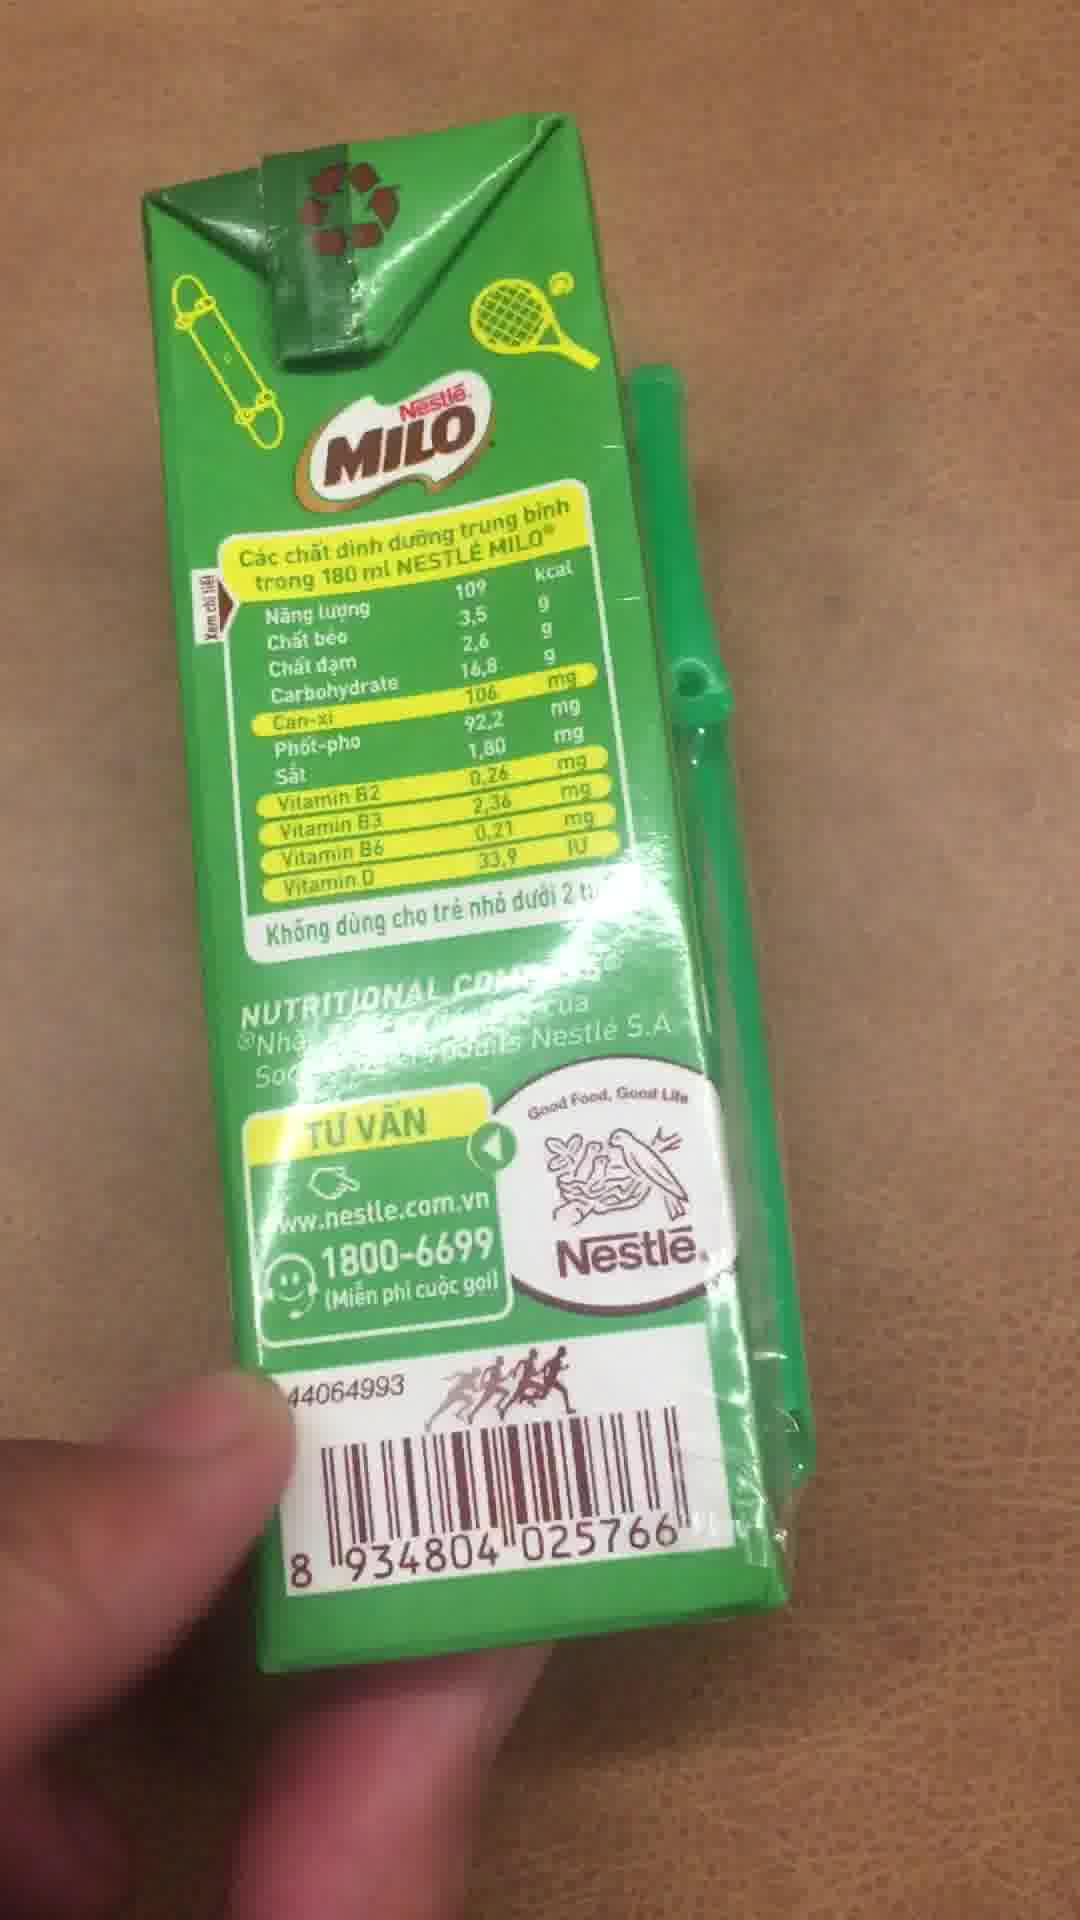 Nestlé.
MILO
Các chất dinh dưỡng trung bình
trong 180 ml NESTLÉ MILO®
Xem chi tiết
Năng lượng 109 kcal
Chất béo 3,5 g
Chất đạm 2,6 g
Carbohydrate 16,8 g
Can-xi 106 mg
Phốt-pho 92,2 mg
Sắt 1,80 mg
Vitamin B2 0,26 mg
Vitamin B3 2,36 mg
Vitamin B6 0,21 mg
Vitamin D 33,9 IU
Không dùng cho trẻ nhỏ dưới 2
NUTRITIONAL
của
Nestlé S.A
TƯ VẤN
www.nestle.com.vn
1800-6699
(Miễn phí cuộc gọi)
Good Food, Good Life
Nestlé.
44064993
8 934804 025766